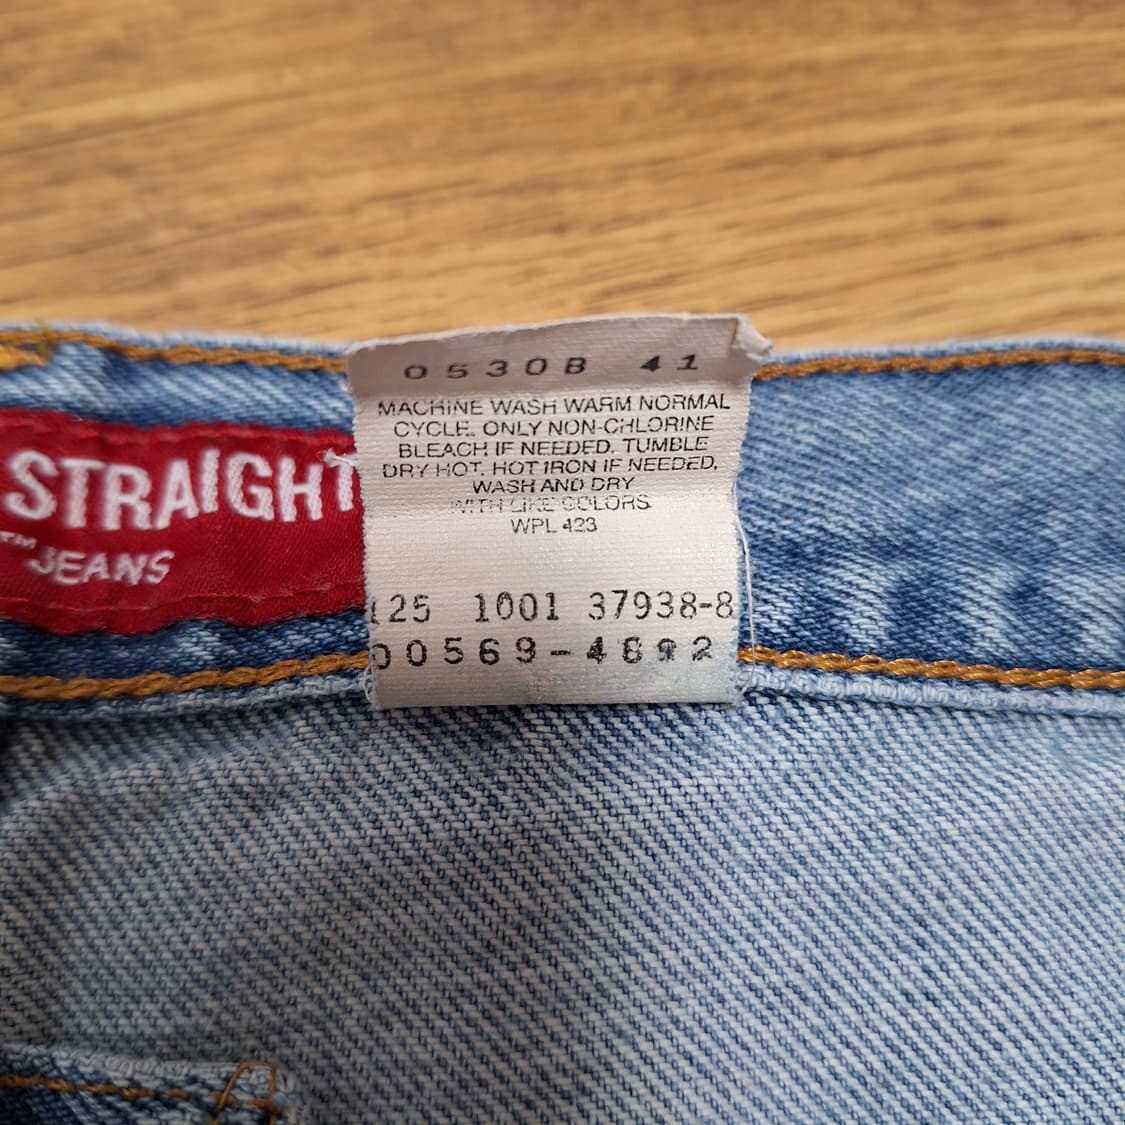 05308 41
MACHINE WASH WARM NORMAL
CYCLE. ONLY NON-CHLORINE
BLEACH IF NEEDED. TUMBLE
DRY HOT. HOT IRON IF NEEDED.
WASH AND DRY
WITH LIKE COLORS
WPL 423
STRAIGHT
™ JEANS
125 1001 37938-8
00569-4892